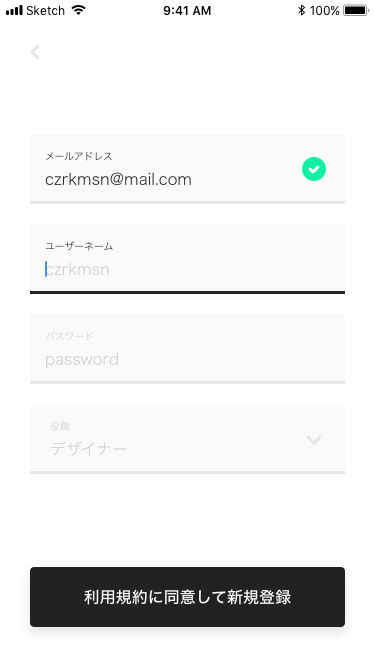 Sketch 9:41 AM 100%
メールアドレス
czrkmsn@mail.com
ユーザーネーム
czrkmsn
パスワード
password
役職
デザイナー
利用規約に同意して新規登録